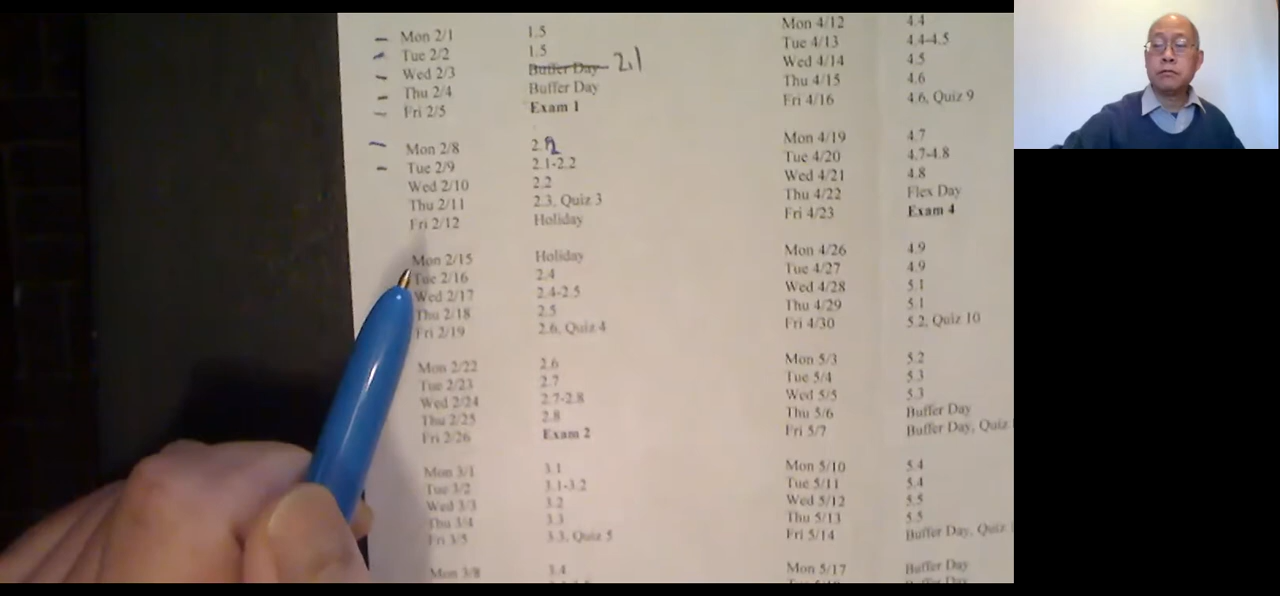 Mon 2/1 1.5
Tue 2/2 1.5
Wed 2/3 Buffer Day 2.1
Thu 2/4 Buffer Day
Fri 2/5 Exam 1
Mon 2/8 2.2
Tue 2/9 2.1-2.2
Wed 2/10 2.2
Thu 2/11 2.3, Quiz 3
Fri 2/12 Holiday
Mon 2/15 Holiday
Tue 2/16 2.4
Wed 2/17 2.4-2.5
Thu 2/18 2.5
Fri 2/19 2.6, Quiz 4
Mon 2/22 2.6
Tue 2/23 2.7
Wed 2/24 2.7-2.8
Thu 2/25 2.8
Fri 2/26 Exam 2
Mon 3/1 3.1
Tue 3/2 3.1-3.2
Wed 3/3 3.2
Thu 3/4 3.3
Fri 3/5 3.3, Quiz 5
Mon 3/8 3.4
Mon 4/12 4.4
Tue 4/13 4.4-4.5
Wed 4/14 4.5
Thu 4/15 4.6
Fri 4/16 4.6, Quiz 9
Mon 4/19 4.7
Tue 4/20 4.7-4.8
Wed 4/21 4.8
Thu 4/22 Flex Day
Fri 4/23 Exam 4
Mon 4/26 4.9
Tue 4/27 4.9
Wed 4/28 5.1
Thu 4/29 5.1
Fri 4/30 5.2, Quiz 10
Mon 5/3 5.2
Tue 5/4 5.3
Wed 5/5 5.3
Thu 5/6 Buffer Day
Fri 5/7 Buffer Day, Quiz
Mon 5/10 5.4
Tue 5/11 5.4
Wed 5/12 5.5
Thu 5/13 5.5
Fri 5/14 Buffer Day, Quiz
Mon 5/17 Buffer Day